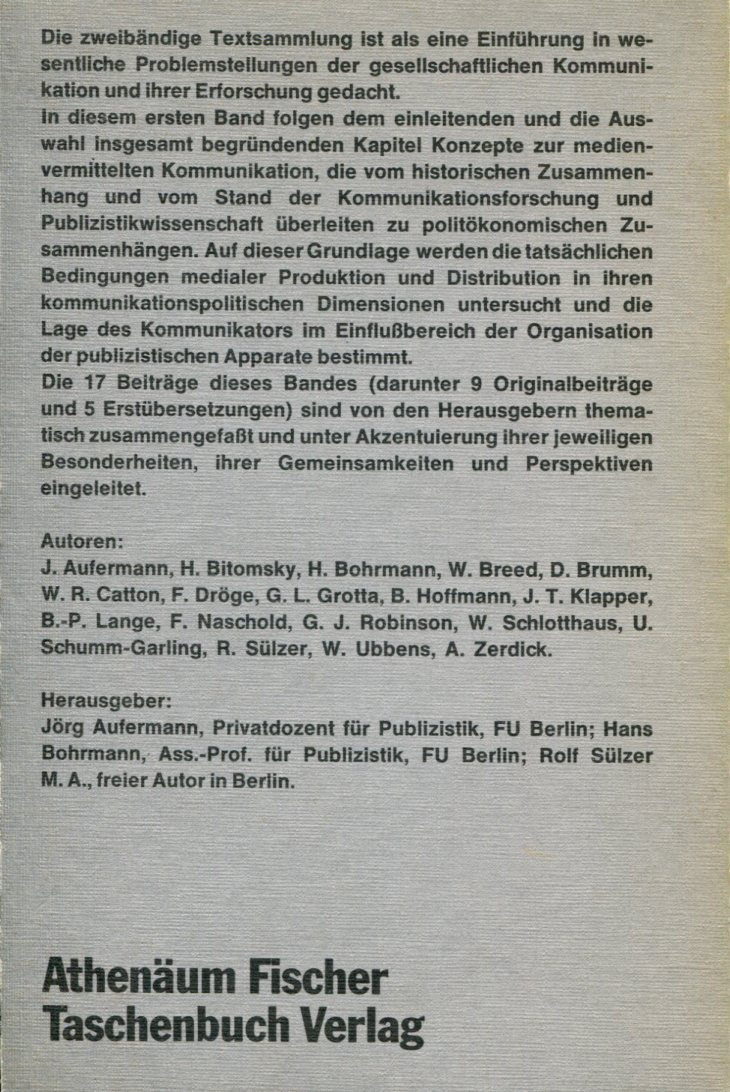 Die zweibändige Textsammlung ist als eine Einführung in we-
sentliche Problemstellungen der gesellschaftlichen Kommuni-
kation und ihrer Erforschung gedacht.
In diesem ersten Band folgen dem einleitenden und die Aus-
wahl insgesamt begründenden Kapitel Konzepte zur medien-
vermittelten Kommunikation, die vom historischen Zusammen-
hang und vom Stand der Kommunikationsforschung und
Publizistikwissenschaft überleiten zu politökonomischen Zu-
sammenhängen. Auf dieser Grundlage werden die tatsächlichen
Bedingungen medialer Produktion und Distribution in ihren
kommunikationspolitischen Dimensionen untersucht und die
Lage des Kommunikators im Einflußbereich der Organisation
der publizistischen Apparate bestimmt.
Die 17 Beiträge dieses Bandes (darunter 9 Originalbeiträge
und 5 Erstübersetzungen) sind von den Herausgebern thema-
tisch zusammengefaßt und unter Akzentuierung ihrer jeweiligen
Besonderheiten, ihrer Gemeinsamkeiten und Perspektiven
eingeleitet.
Autoren:
J. Aufermann, H. Bitomsky, H. Bohrmann, W. Breed, D. Brumm,
W. R. Catton, F. Dröge, G. L. Grotta, B. Hoffmann, J. T. Klapper,
B.-P. Lange, F. Naschold, G. J. Robinson, W. Schlotthaus, U.
Schumm-Garling, R. Sülzer, W. Ubbens, A. Zerdick.
Herausgeber:
Jörg Aufermann, Privatdozent für Publizistik, FU Berlin; Hans
Bohrmann, Ass.-Prof. für Publizistik, FU Berlin; Rolf Sülzer
M. A., freier Autor in Berlin.
Athenäum Fischer
Taschenbuch Verlag